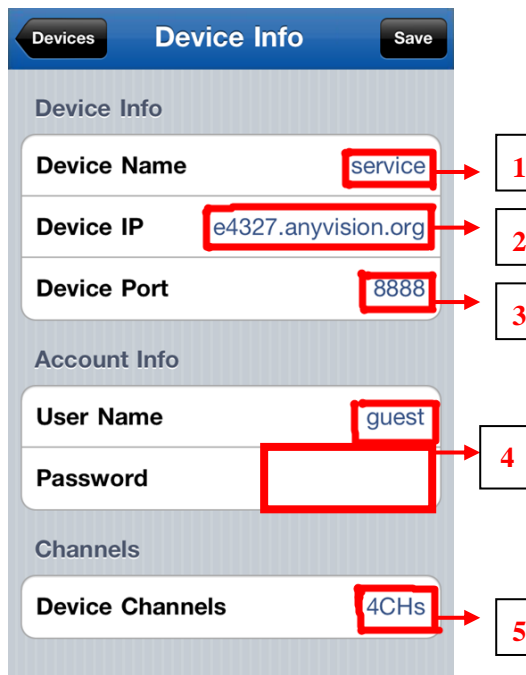 Devices Device Info Save
Device Info
Device Name service 1
Device IP e4327.anyvision.org 2
Device Port 8888 3
Account Info
User Name guest
4
Password
Channels
Device Channels 4CHs 5